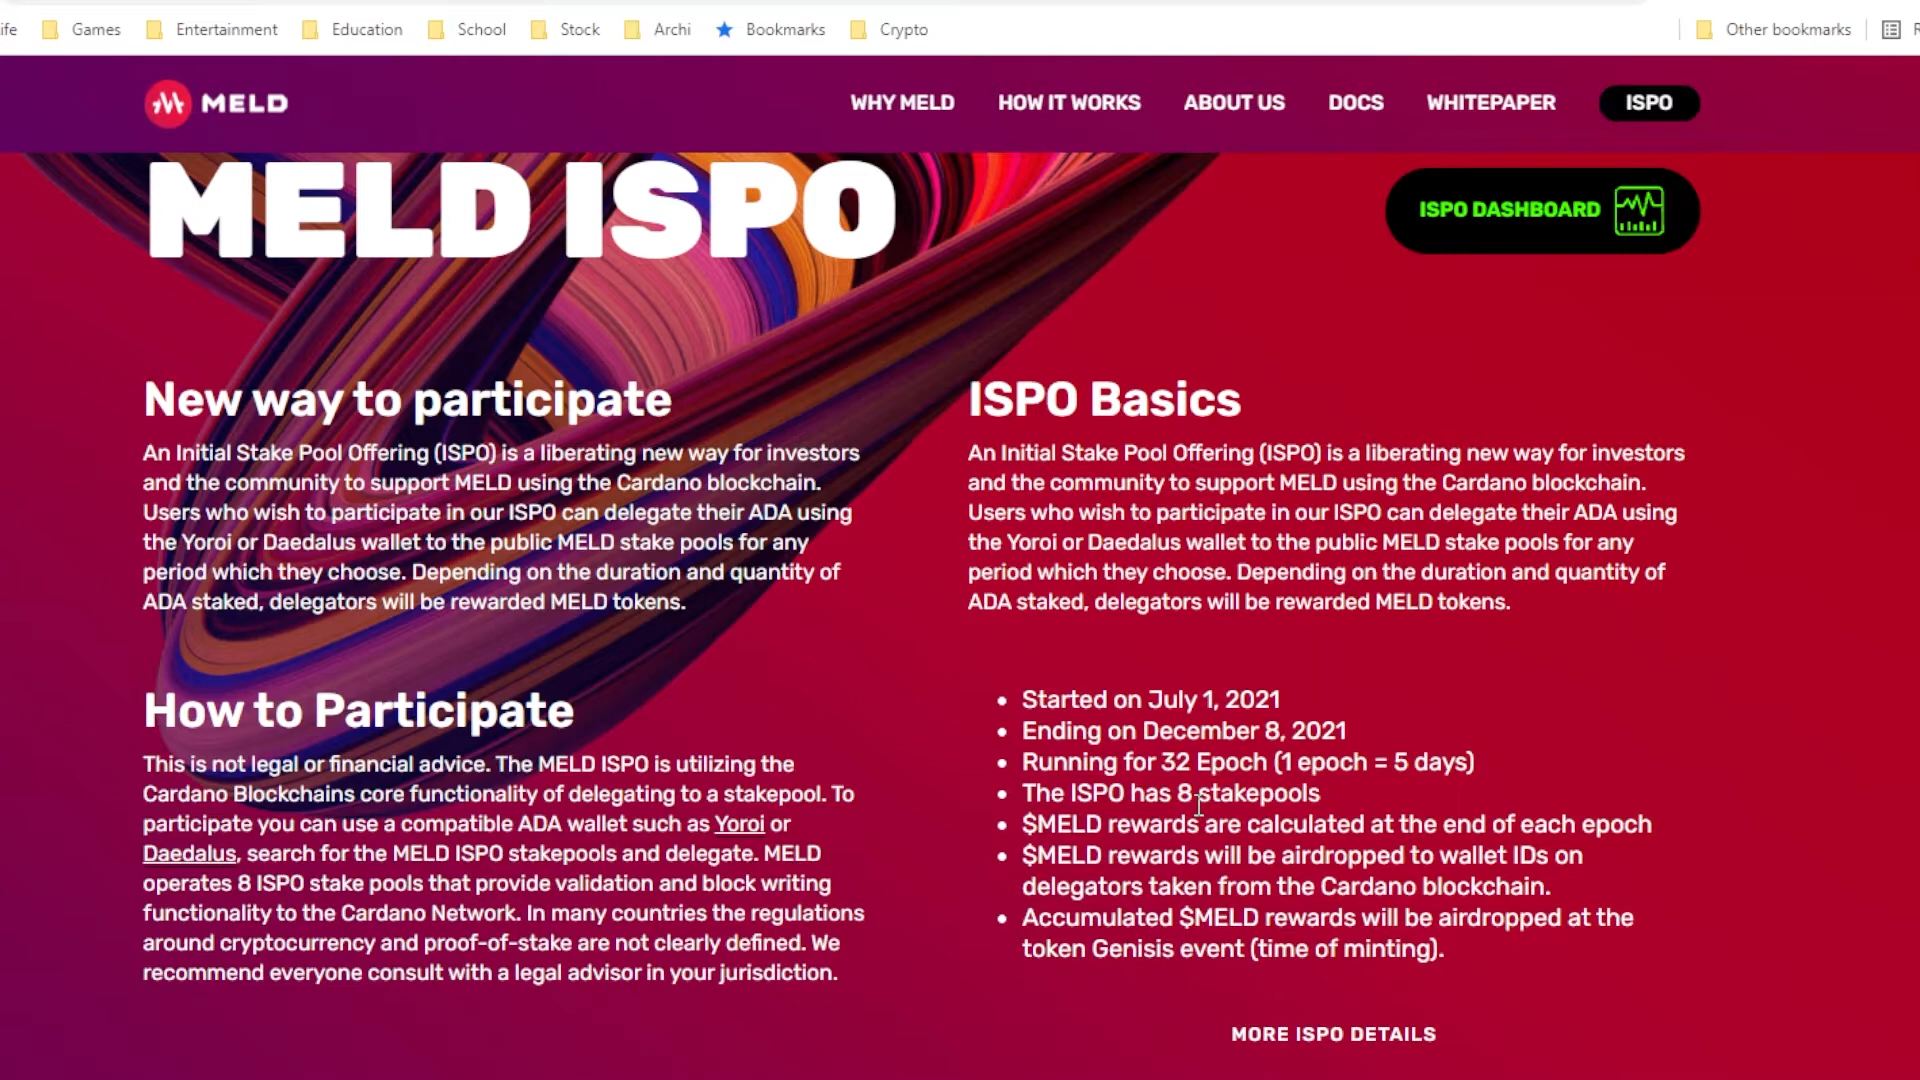 ife Games Entertainment Education School Stock Archi Bookmarks Crypto Other bookmarks R
MELD WHY MELD HOW IT WORKS ABOUT US DOCS WHITEPAPER ISPO
MELD ISPO
ISPO DASHBOARD
New way to participate
An Initial Stake Pool Offering (ISPO) is a liberating new way for investors
and the community to support MELD using the Cardano blockchain.
Users who wish to participate in our ISPO can delegate their ADA using
the Yoroi or Daedalus wallet to the public MELD stake pools for any
period which they choose. Depending on the duration and quantity of
ADA staked, delegators will be rewarded MELD tokens.
ISPO Basics
An Initial Stake Pool Offering (ISPO) is a liberating new way for investors
and the community to support MELD using the Cardano blockchain.
Users who wish to participate in our ISPO can delegate their ADA using
the Yoroi or Daedalus wallet to the public MELD stake pools for any
period which they choose. Depending on the duration and quantity of
ADA staked, delegators will be rewarded MELD tokens.
How to Participate
This is not legal or financial advice. The MELD ISPO is utilizing the
Cardano Blockchains core functionality of delegating to a stakepool. To
participate you can use a compatible ADA wallet such as Yoroi or
Daedalus, search for the MELD ISPO stakepools and delegate. MELD
operates 8 ISPO stake pools that provide validation and block writing
functionality to the Cardano Network. In many countries the regulations
around cryptocurrency and proof-of-stake are not clearly defined. We
recommend everyone consult with a legal advisor in your jurisdiction.
• Started on July 1, 2021
• Ending on December 8, 2021
• Running for 32 Epoch (1 epoch = 5 days)
• The ISPO has 8 stakepools
• $MELD rewards are calculated at the end of each epoch
• $MELD rewards will be airdropped to wallet IDs on
delegators taken from the Cardano blockchain.
• Accumulated $MELD rewards will be airdropped at the
token Genisis event (time of minting).
MORE ISPO DETAILS